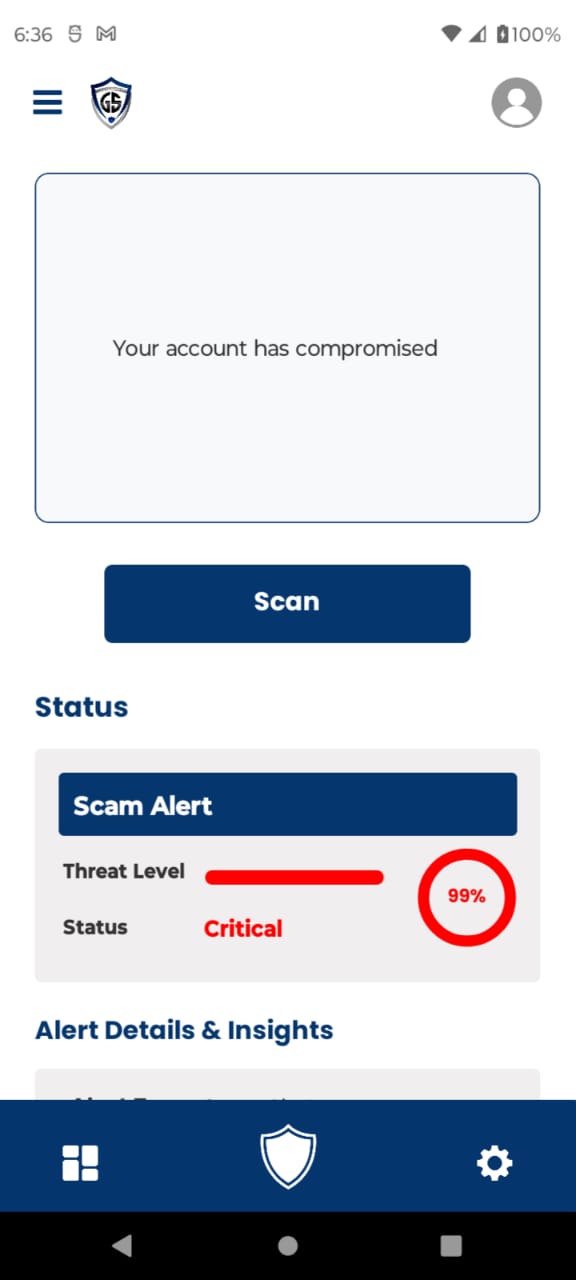 6:36
100%
GS
Your account has compromised
Scan
Status
Scam Alert
Threat Level
99%
Status
Critical
Alert Details & Insights